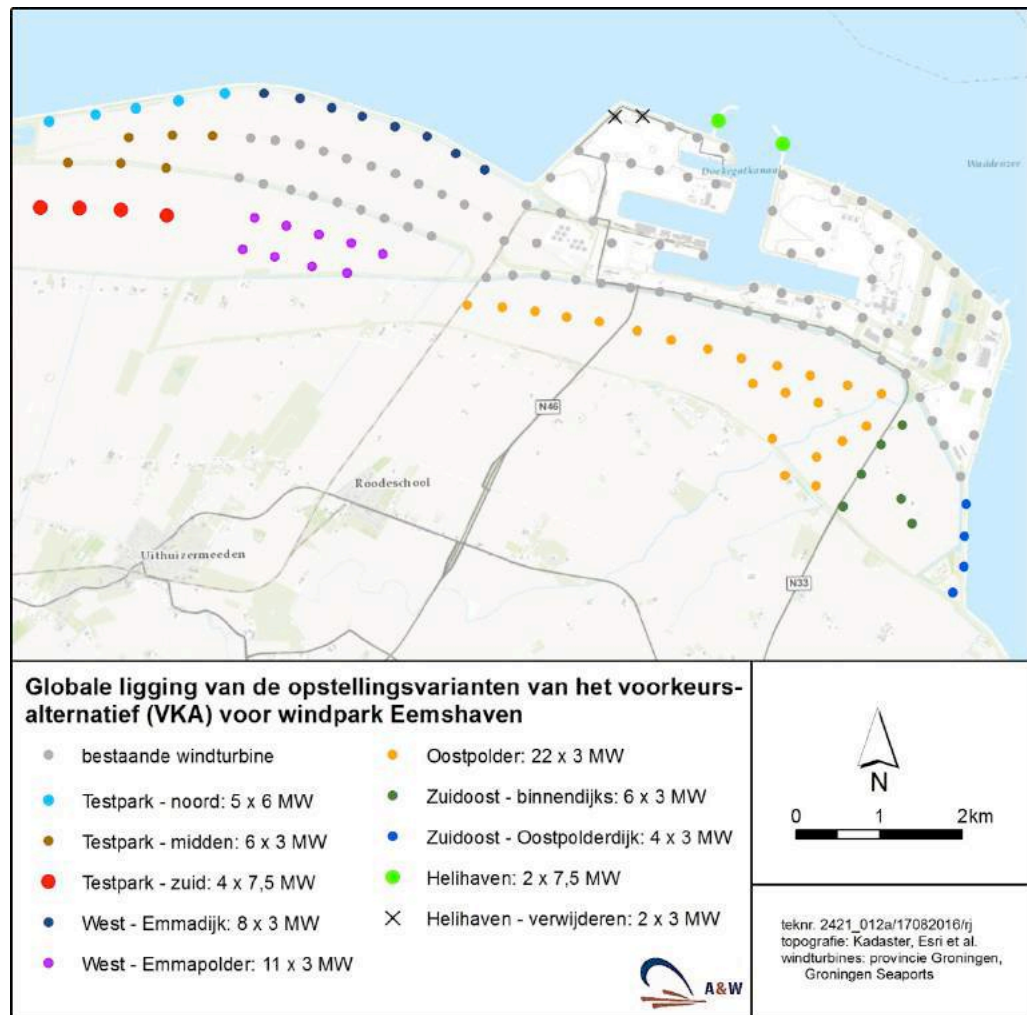 Doekegatkanaal
Waddenzee
N46
Roodeschool
Uithuizermeeden
N33
Globale ligging van de opstellingsvarianten van het voorkeurs-
alternatief (VKA) voor windpark Eemshaven
bestaande windturbine
Testpark - noord: 5 x 6 MW
Testpark - midden: 6 x 3 MW
Testpark - zuid: 4 x 7,5 MW
West - Emmadijk: 8 x 3 MW
West - Emmapolder: 11 x 3 MW
Oostpolder: 22 x 3 MW
Zuidoost - binnendijks: 6 x 3 MW
Zuidoost - Oostpolderdijk: 4 x 3 MW
Helihaven: 2 x 7,5 MW
Helihaven - verwijderen: 2 x 3 MW
A&W
N
0 1 2km
teknr. 2421_012a/17082016/rj
topografie: Kadaster, Esri et al.
windturbines: provincie Groningen,
Groningen Seaports